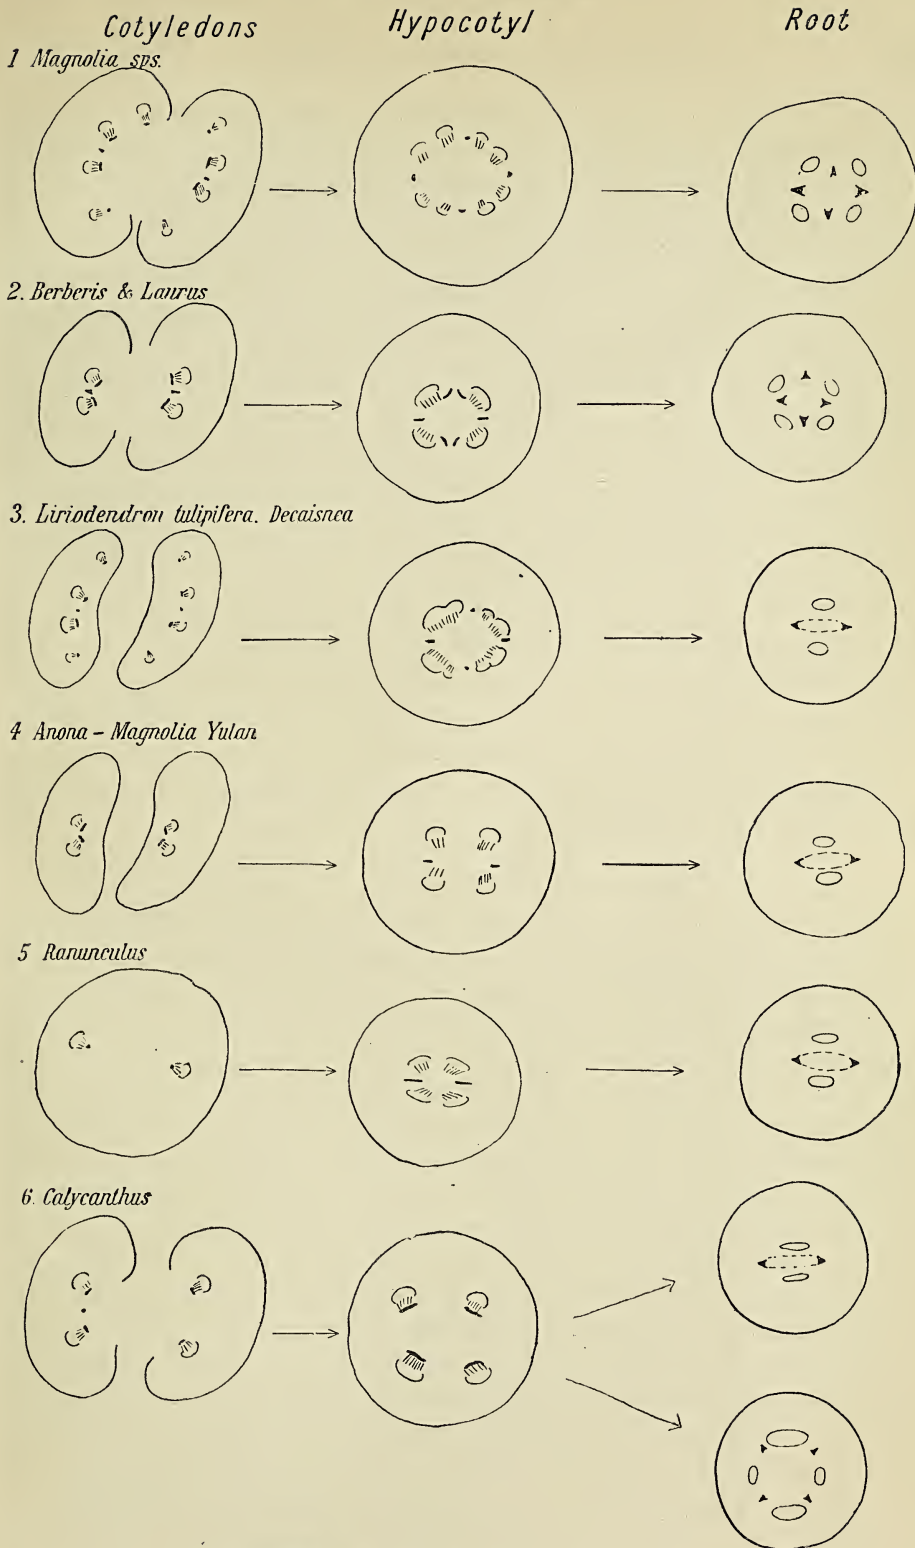 Cotyledons Hypocotyl Root
1 Magnolia sps.
2. Berberis & Laurus
3. Liriodendron tulipifera. Decaisnea
4 Anona – Magnolia Yulan
5 Ranunculus
6. Calycanthus